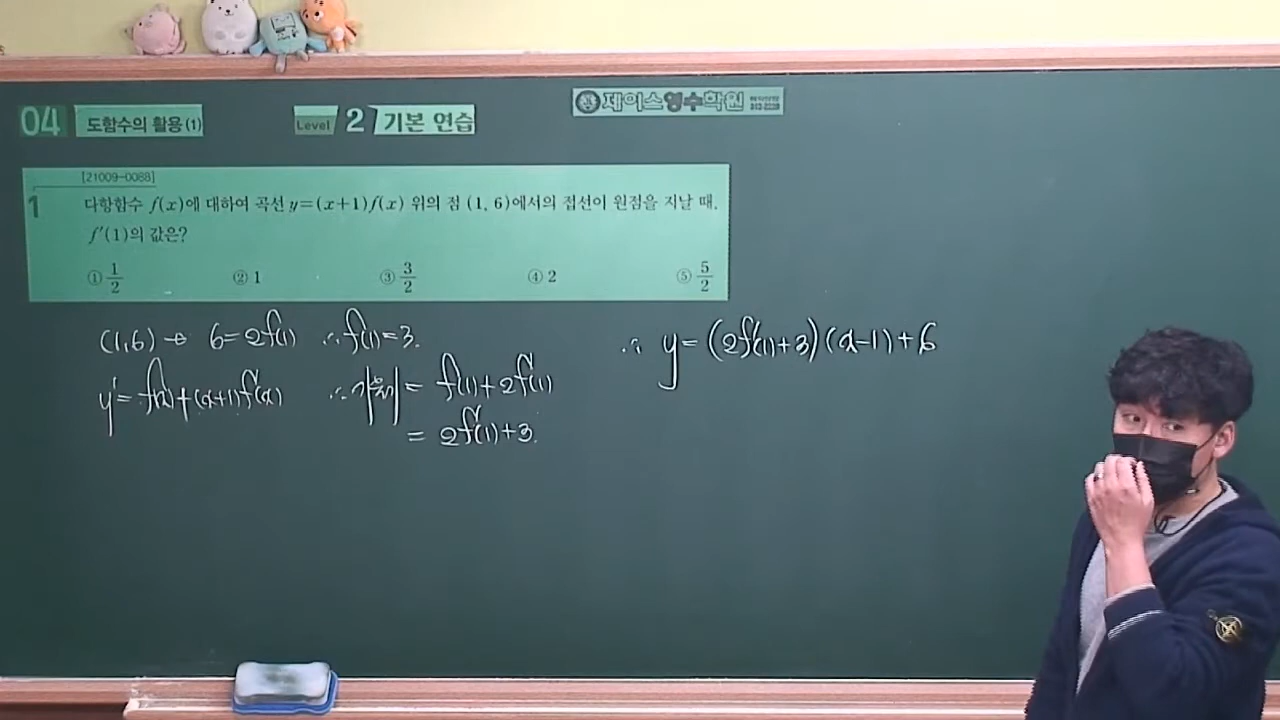 04 도함수의 활용(1) Level 2 기본 연습
제이스영수학원
[21009-0088]
1 다항함수 f(x)에 대하여 곡선 y=(x+1)f(x) 위의 점 (1, 6)에서의 접선이 원점을 지날 때,
f′(1)의 값은?
① 1/2 ② 1 ③ 3/2 ④ 2 ⑤ 5/2
(1,6) → 6=2f(1) ∴ f(1)=3.
y′= f(x)+(x+1)f′(x) ∴ 기울기 = f(1)+2f′(1)
= 2f′(1)+3.
∴ y=(2f′(1)+3)(x-1)+6